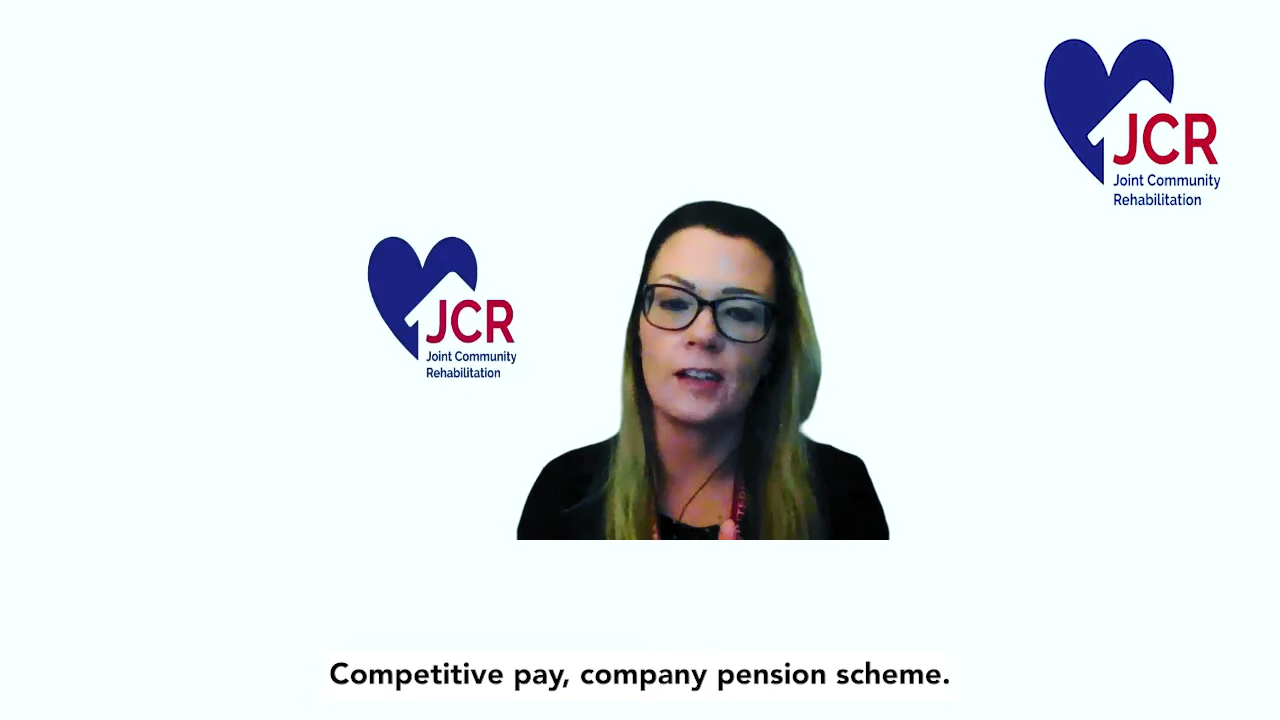 JCR
Joint Community
Rehabilitation
JCR
Joint Community
Rehabilitation
Competitive pay, company pension scheme.